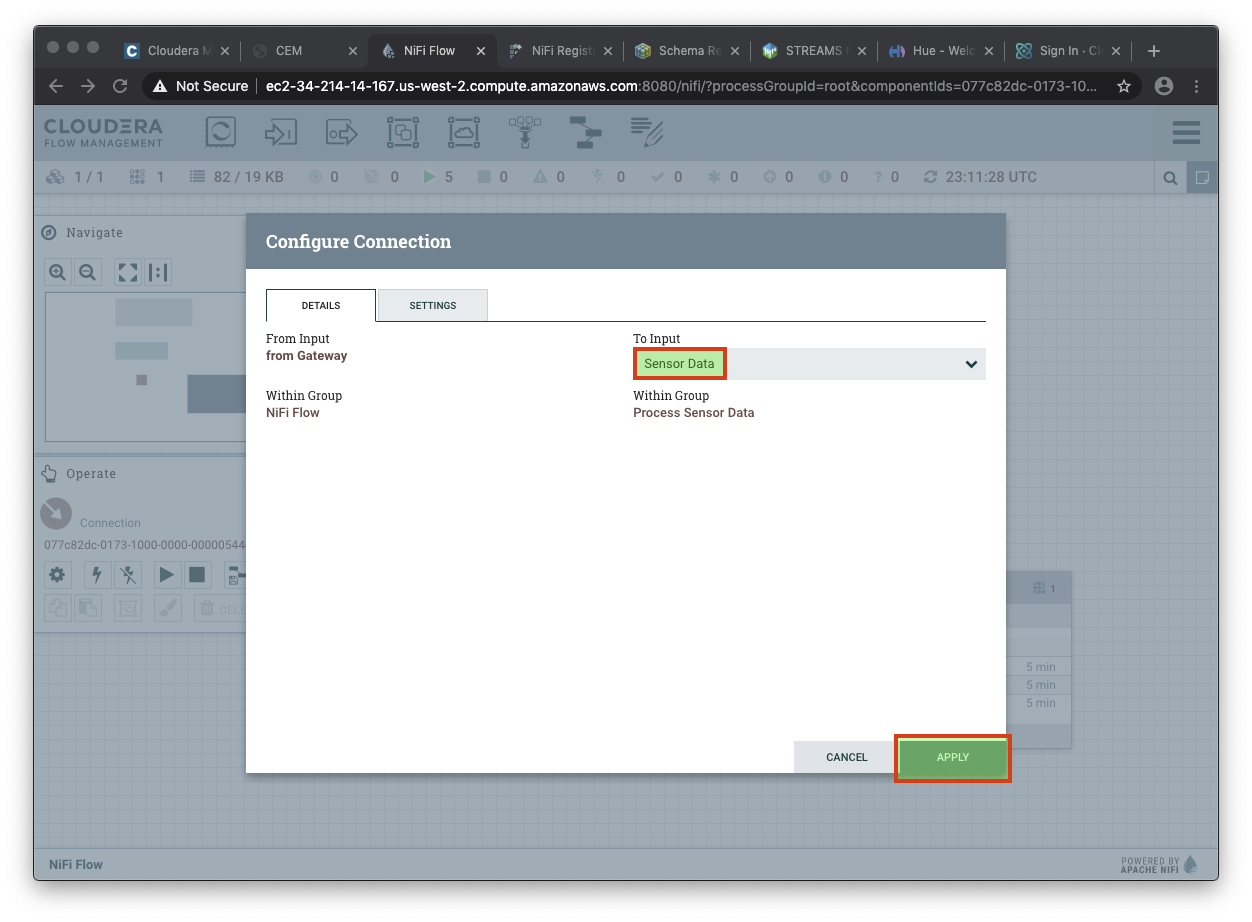 Cloudera M
CEM
NiFi Flow
NiFi Regist
Schema Re
STREAMS M
Hue - Welc
Sign In · Cl
Not Secure
ec2-34-214-14-167.us-west-2.compute.amazonaws.com:8080/nifi/?processGroupId=root&componentIds=077c82dc-0173-10...
CLOUDERA
FLOW MANAGEMENT
1 / 1 1 82 / 19 KB 0 0 5 0 0 0 0 0 0 0 0 23:11:28 UTC
Navigate
Operate
Connection
077c82dc-0173-1000-0000-00000544
DELE
Configure Connection
DETAILS
SETTINGS
From Input
from Gateway
Within Group
NiFi Flow
To Input
Sensor Data
Within Group
Process Sensor Data
1
5 min
5 min
5 min
CANCEL
APPLY
NiFi Flow
POWERED BY
APACHE NIFI